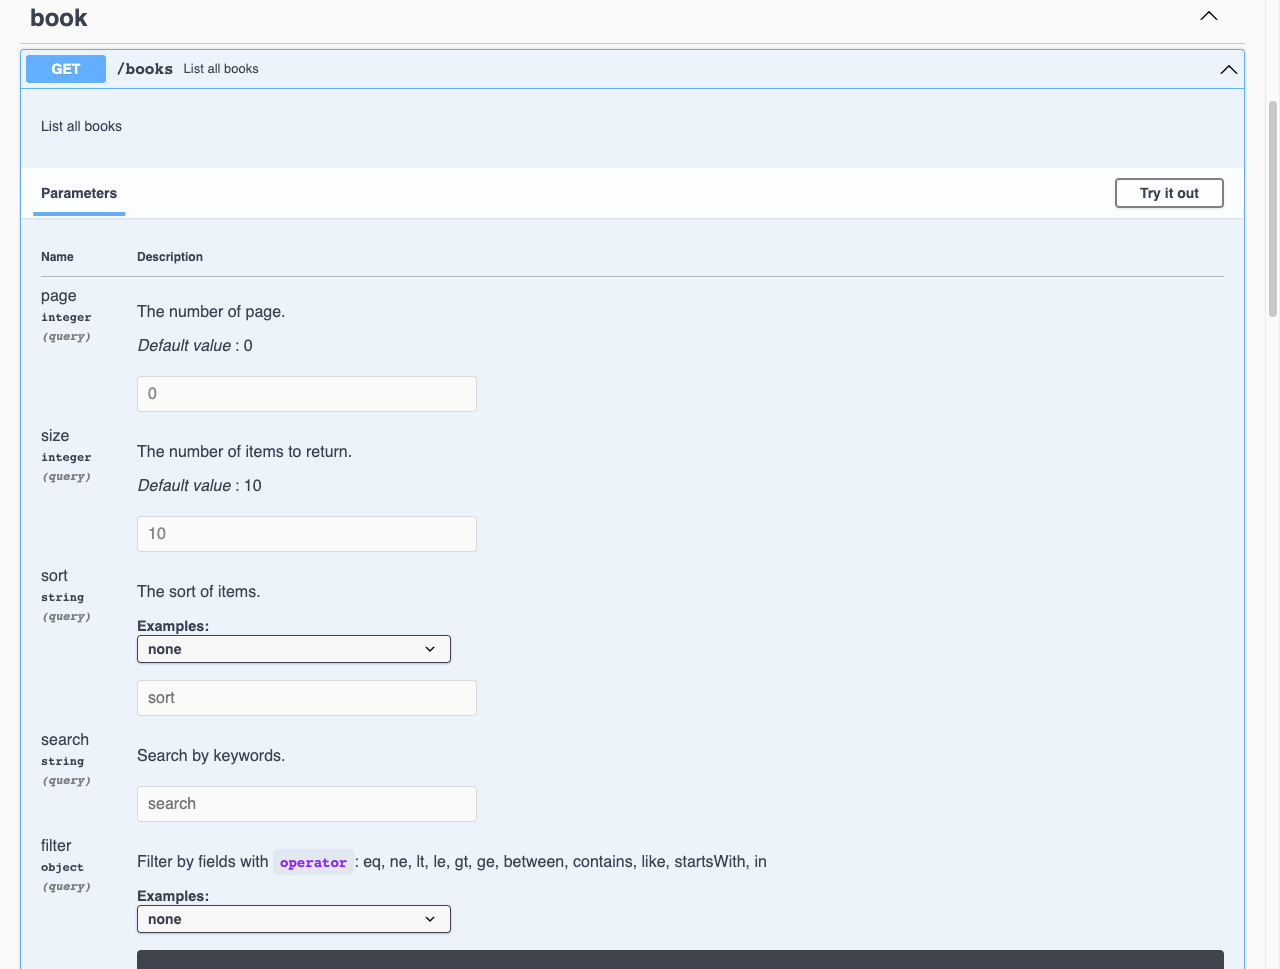 book
GET /books List all books
List all books
Parameters Try it out
Name Description
page
integer
(query)
The number of page.
Default value : 0
0
size
integer
(query)
The number of items to return.
Default value : 10
10
sort
string
(query)
The sort of items.
Examples:
none
sort
search
string
(query)
Search by keywords.
search
filter
object
(query)
Filter by fields with operator : eq, ne, lt, le, gt, ge, between, contains, like, startsWith, in
Examples:
none